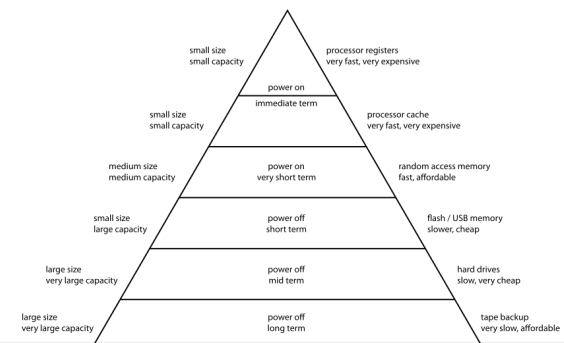 small size
small capacity
processor registers
very fast, very expensive
power on
immediate term
small size
small capacity
processor cache
very fast, very expensive
medium size
medium capacity
power on
very short term
random access memory
fast, affordable
small size
large capacity
power off
short term
flash / USB memory
slower, cheap
large size
very large capacity
power off
mid term
hard drives
slow, very cheap
large size
very large capacity
power off
long term
tape backup
very slow, affordable